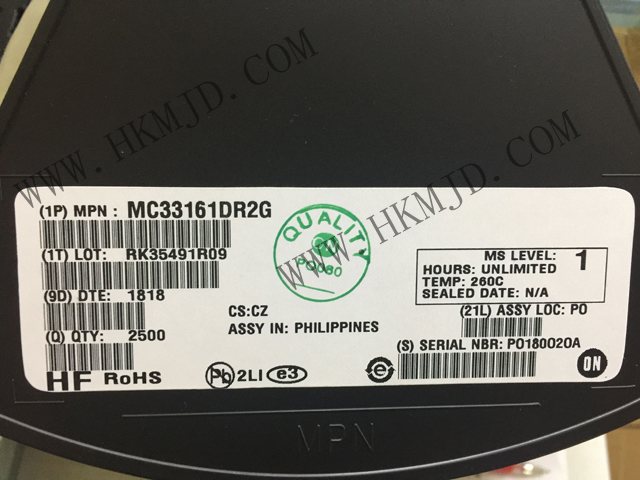 WWW.HKMJD.COM
WWW.HKMJD.COM
(1P) MPN : MC33161DR2G
(1T) LOT: RK35491R09
(9D) DTE: 1818
(Q) QTY: 2500
HF RoHS
QUALITY
CS:CZ
ASSY IN: PHILIPPINES
Pb 2LI e3
e
MS LEVEL: 1
HOURS: UNLIMITED
TEMP: 260C
SEALED DATE: N/A
(21L) ASSY LOC: PO
(S) SERIAL NBR: P018002OA
ON
MPN